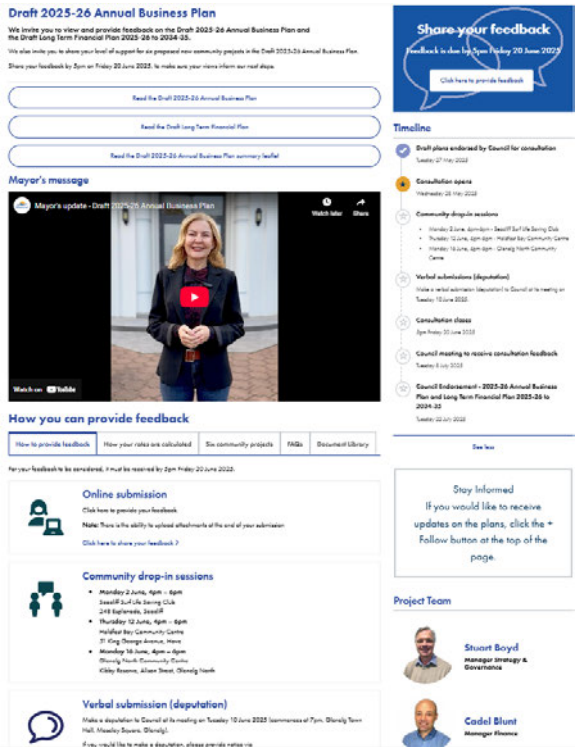 Draft 2025-26 Annual Business Plan
We invite you to view and provide feedback on the Draft 2025-26 Annual Business Plan and
the Draft Long Term Financial Plan 2025-26 to 2034-35.
We also invite you to share your level of support for six proposed new community projects in the Draft 2025-26 Annual Business Plan.
Share your feedback by 5pm on Friday 20 June 2025, to make sure your views inform our next steps.
Read the Draft 2025-26 Annual Business Plan
Read the Draft Long Term Financial Plan
Read the Draft 2025-26 Annual Business Plan summary leaflet
Mayor's message
Mayor's update - Draft 2025-26 Annual Business Plan
Watch later
Share
Watch on YouTube
How you can provide feedback
How to provide feedback
How your rates are calculated
Six community projects
FAQs
Document Library
For your feedback to be considered, it must be received by 5pm Friday 20 June 2025.
Online submission
Click here to provide your feedback
Note: There is the ability to upload attachments at the end of your submission
Click here to share your feedback >
Community drop-in sessions
• Monday 2 June, 4pm – 6pm
Seacliff Surf Life Saving Club
248 Esplanade, Seacliff
• Thursday 12 June, 4pm – 6pm
Holdfast Bay Community Centre
51 King George Avenue, Hove
• Monday 16 June, 4pm – 6pm
Glenelg North Community Centre
Kibby Reserve, Alison Street, Glenelg North
Verbal submission (deputation)
Make a deputation to Council at its meeting on Tuesday 10 June 2025 (commences at 7pm, Glenelg Town
Hall, Moseley Square, Glenelg).
If you would like to make a deputation, please provide notice via
Share your feedback
Feedback is due by 5pm Friday 20 June 2025
Click here to provide feedback
Timeline
Draft plans endorsed by Council for consultation
Tuesday 27 May 2025
Consultation opens
Wednesday 28 May 2025
Community drop-in sessions
• Monday 2 June, 4pm-6pm - Seacliff Surf Life Saving Club
• Thursday 12 June, 4pm-6pm - Holdfast Bay Community Centre
• Monday 16 June, 4pm-6pm - Glenelg North Community
Centre
Verbal submissions (deputation)
Make a verbal submission (deputation) to Council at its meeting on
Tuesday 10 June 2025.
Consultation closes
5pm Friday 20 June 2025
Council meeting to receive consultation feedback
Tuesday 8 July 2025
Council Endorsement - 2025-26 Annual Business
Plan and Long Term Financial Plan 2025-26 to
2034-35
Tuesday 22 July 2025
See less
Stay Informed
If you would like to receive
updates on the plans, click the +
Follow button at the top of the
page.
Project Team
Stuart Boyd
Manager Strategy &
Governance
Cadel Blunt
Manager Finance